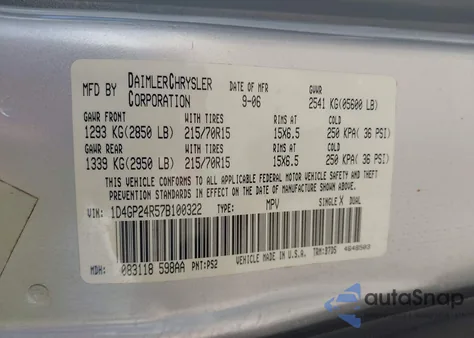 MFD BY DAIMLERCHRYSLER CORPORATION DATE OF MFR 9-06 GVWR 2541 KG(05600 LB)
GAWR FRONT WITH TIRES RIMS AT COLD
1293 KG(2850 LB) 215/70R15 15X6.5 250 KPA( 36 PSI)
GAWR REAR WITH TIRES RIMS AT COLD
1339 KG(2950 LB) 215/70R15 15X6.5 250 KPA( 36 PSI)
THIS VEHICLE CONFORMS TO ALL APPLICABLE FEDERAL MOTOR VEHICLE SAFETY, BUMPER, AND
THEFT PREVENTION STANDARDS IN EFFECT ON THE DATE OF MANUFACTURE SHOWN ABOVE.
VIN: 1D4GP24R57B100322 TYPE: MPV SINGLE X DUAL
MDH: 083118 598AA PNT:PS2 VEHICLE MADE IN U.S.A. TRM:B7D5
autoSnap